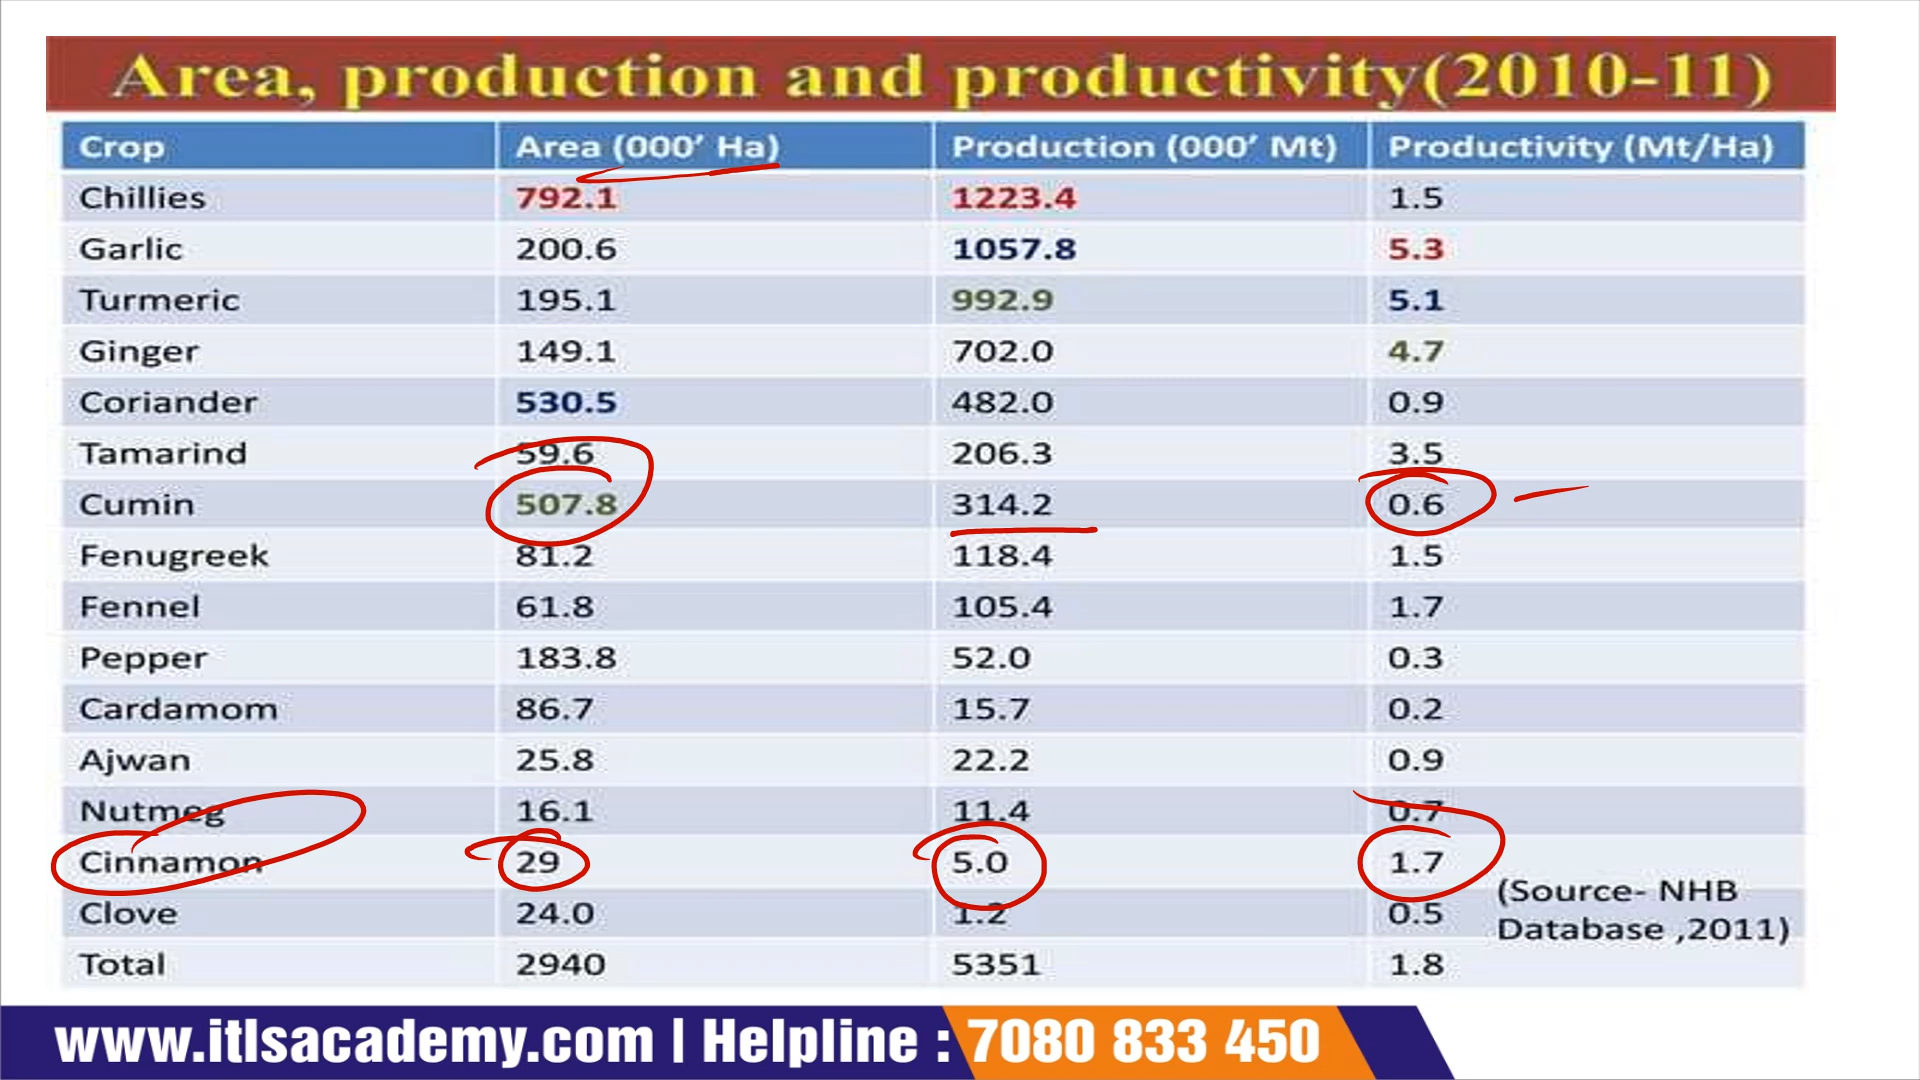 Area, production and productivity(2010-11)
Crop Area (000’ Ha) Production (000’ Mt) Productivity (Mt/Ha)
Chillies 792.1 1223.4 1.5
Garlic 200.6 1057.8 5.3
Turmeric 195.1 992.9 5.1
Ginger 149.1 702.0 4.7
Coriander 530.5 482.0 0.9
Tamarind 59.6 206.3 3.5
Cumin 507.8 314.2 0.6
Fenugreek 81.2 118.4 1.5
Fennel 61.8 105.4 1.7
Pepper 183.8 52.0 0.3
Cardamom 86.7 15.7 0.2
Ajwan 25.8 22.2 0.9
Nutmeg 16.1 11.4 0.7
Cinnamon 29 5.0 1.7
Clove 24.0 1.2 0.5
Total 2940 5351 1.8
(Source- NHB
Database ,2011)
www.itlsacademy.com | Helpline : 7080 833 450